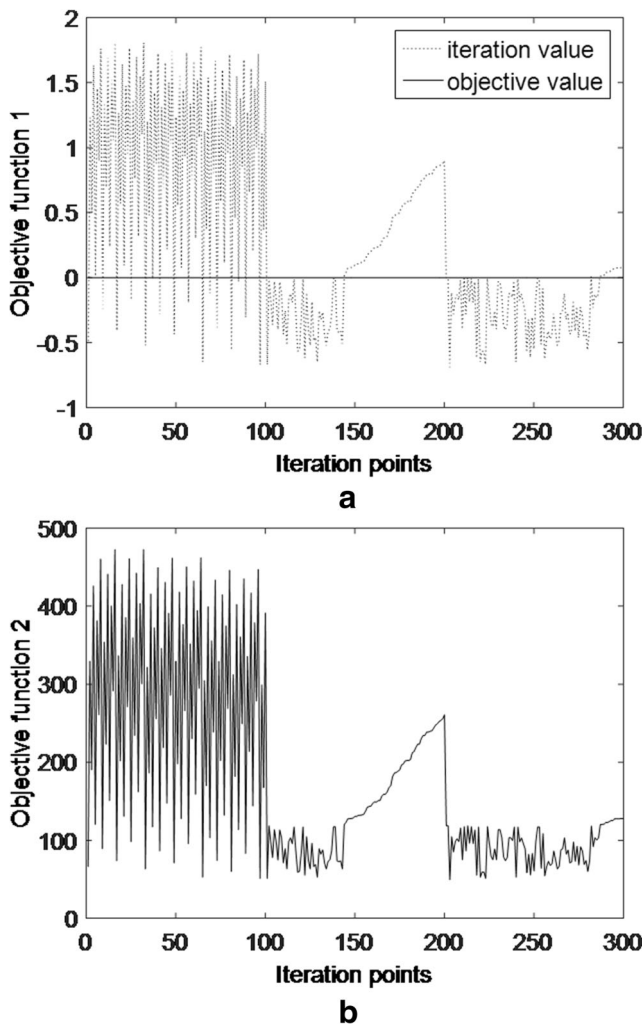 2
1.5
1
0.5
0
-0.5
-1
Objective function 1
iteration value
objective value
0 50 100 150 200 250 300
Iteration points
a
500
400
300
200
100
0
Objective function 2
0 50 100 150 200 250 300
Iteration points
b